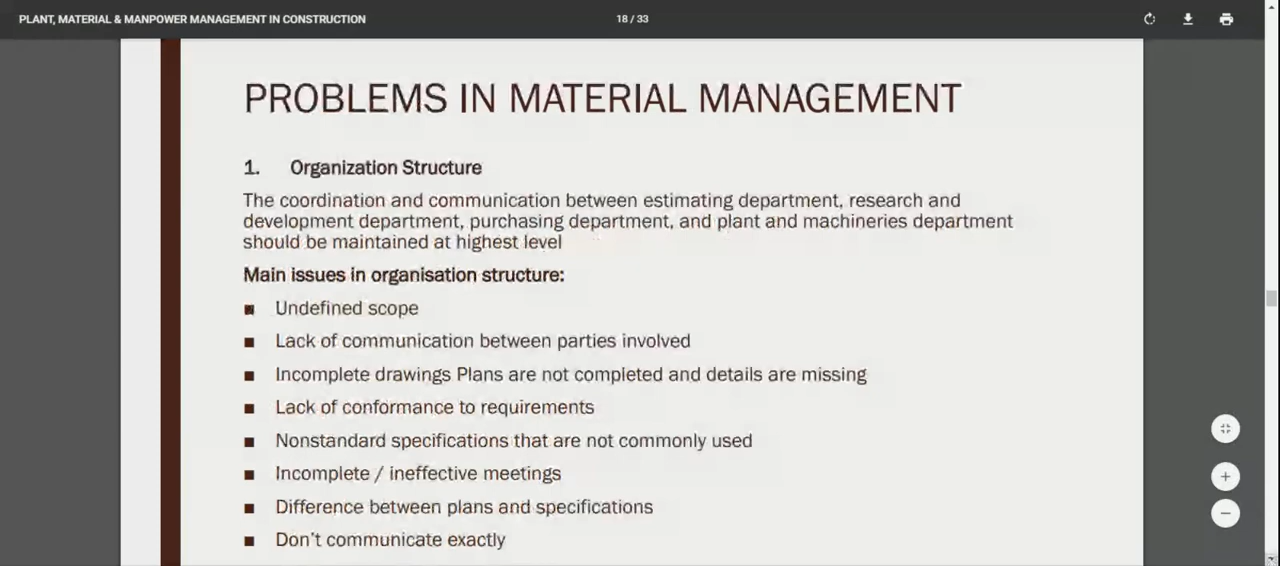 PLANT, MATERIAL & MANPOWER MANAGEMENT IN CONSTRUCTION
18 / 33
PROBLEMS IN MATERIAL MANAGEMENT
1. Organization Structure
The coordination and communication between estimating department, research and
development department, purchasing department, and plant and machineries department
should be maintained at highest level
Main issues in organisation structure:
Undefined scope
Lack of communication between parties involved
Incomplete drawings Plans are not completed and details are missing
Lack of conformance to requirements
Nonstandard specifications that are not commonly used
Incomplete / ineffective meetings
Difference between plans and specifications
Don't communicate exactly